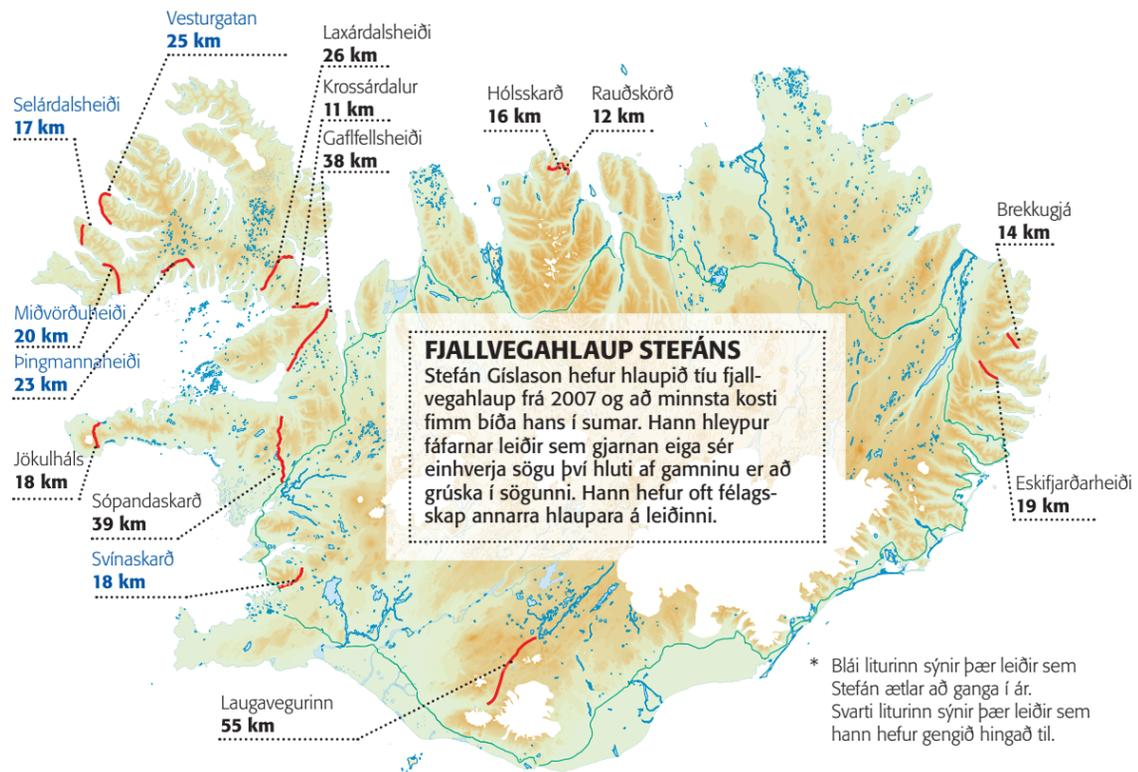 Vesturgatan
25 km
Laxárdalsheiði
26 km
Krossárdalur
11 km
Gaflfellsheiði
38 km
Selárdalsheiði
17 km
Hólsskarð
16 km
Rauðskörð
12 km
Brekkugjá
14 km
Miðvörðuheiði
20 km
Þingmannaheiði
23 km
FJALLVEGAHLAUP STEFÁNS
Stefán Gíslason hefur hlaupið tíu fjall-
vegahlaup frá 2007 og að minnsta kosti
fimm bíða hans í sumar. Hann hleypur
fáfarnar leiðir sem gjarnan eiga sér
einhverja sögu því hluti af gamninu er að
grúska í sögunni. Hann hefur oft félags-
skap annarra hlaupara á leiðinni.
Jökulháls
18 km
Sópandaskarð
39 km
Eskifjarðarheiði
19 km
Svínaskarð
18 km
Laugavegurinn
55 km
* Blái liturinn sýnir þær leiðir sem
Stefán ætlar að ganga í ár.
Svarti liturinn sýnir þær leiðir sem
hann hefur gengið hingað til.